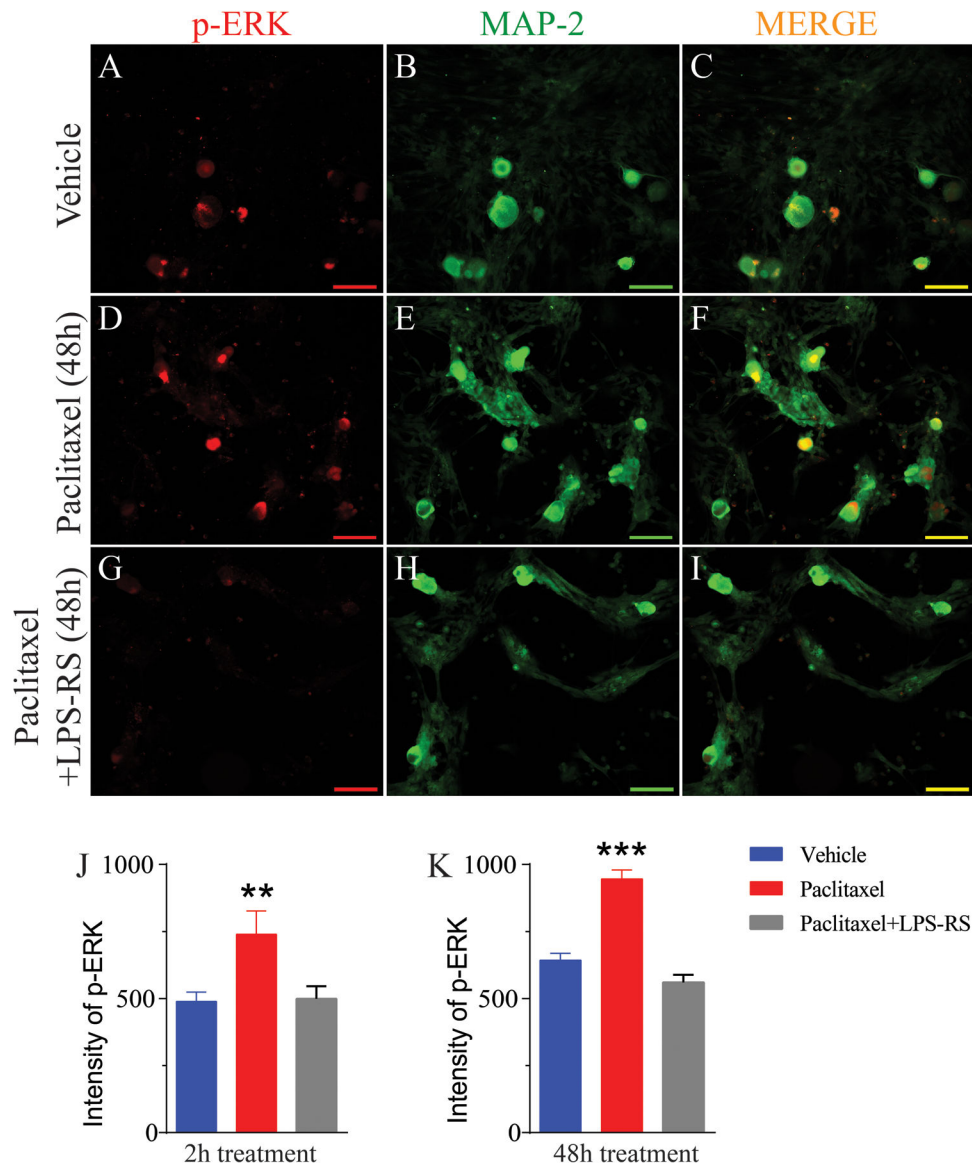 p-ERK MAP-2 MERGE
A B C
Vehicle
D E F
Paclitaxel (48h)
G H I
Paclitaxel
+LPS-RS (48h)
J
1000
500
0
Intensity of p-ERK
**
2h treatment
K
1000
500
0
Intensity of p-ERK
***
48h treatment
Vehicle
Paclitaxel
Paclitaxel+LPS-RS